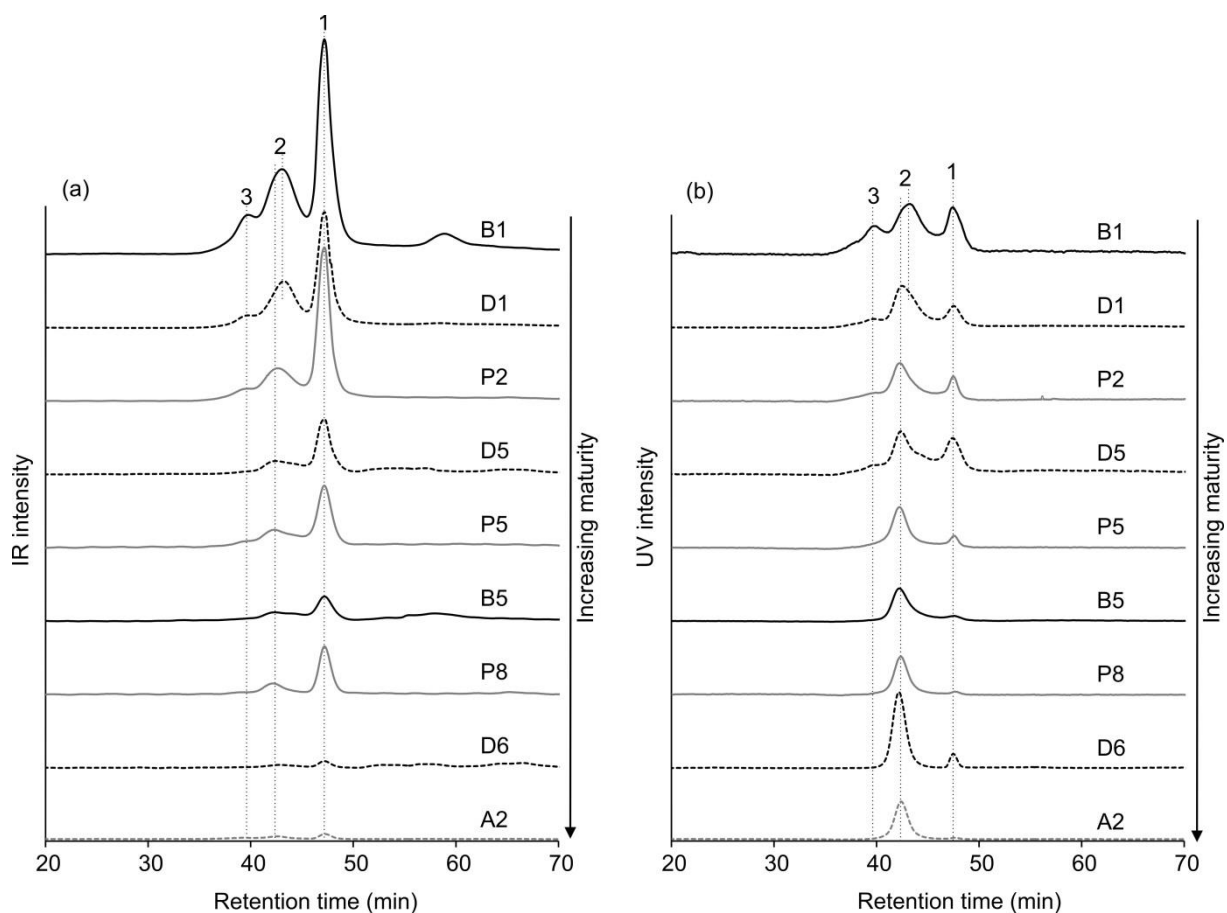 (a)
1
2
3
B1
D1
P2
D5
P5
B5
P8
D6
A2
IR intensity
Increasing maturity
20 30 40 50 60 70
Retention time (min)
(b)
1
2
3
B1
D1
P2
D5
P5
B5
P8
D6
A2
UV intensity
Increasing maturity
20 30 40 50 60 70
Retention time (min)